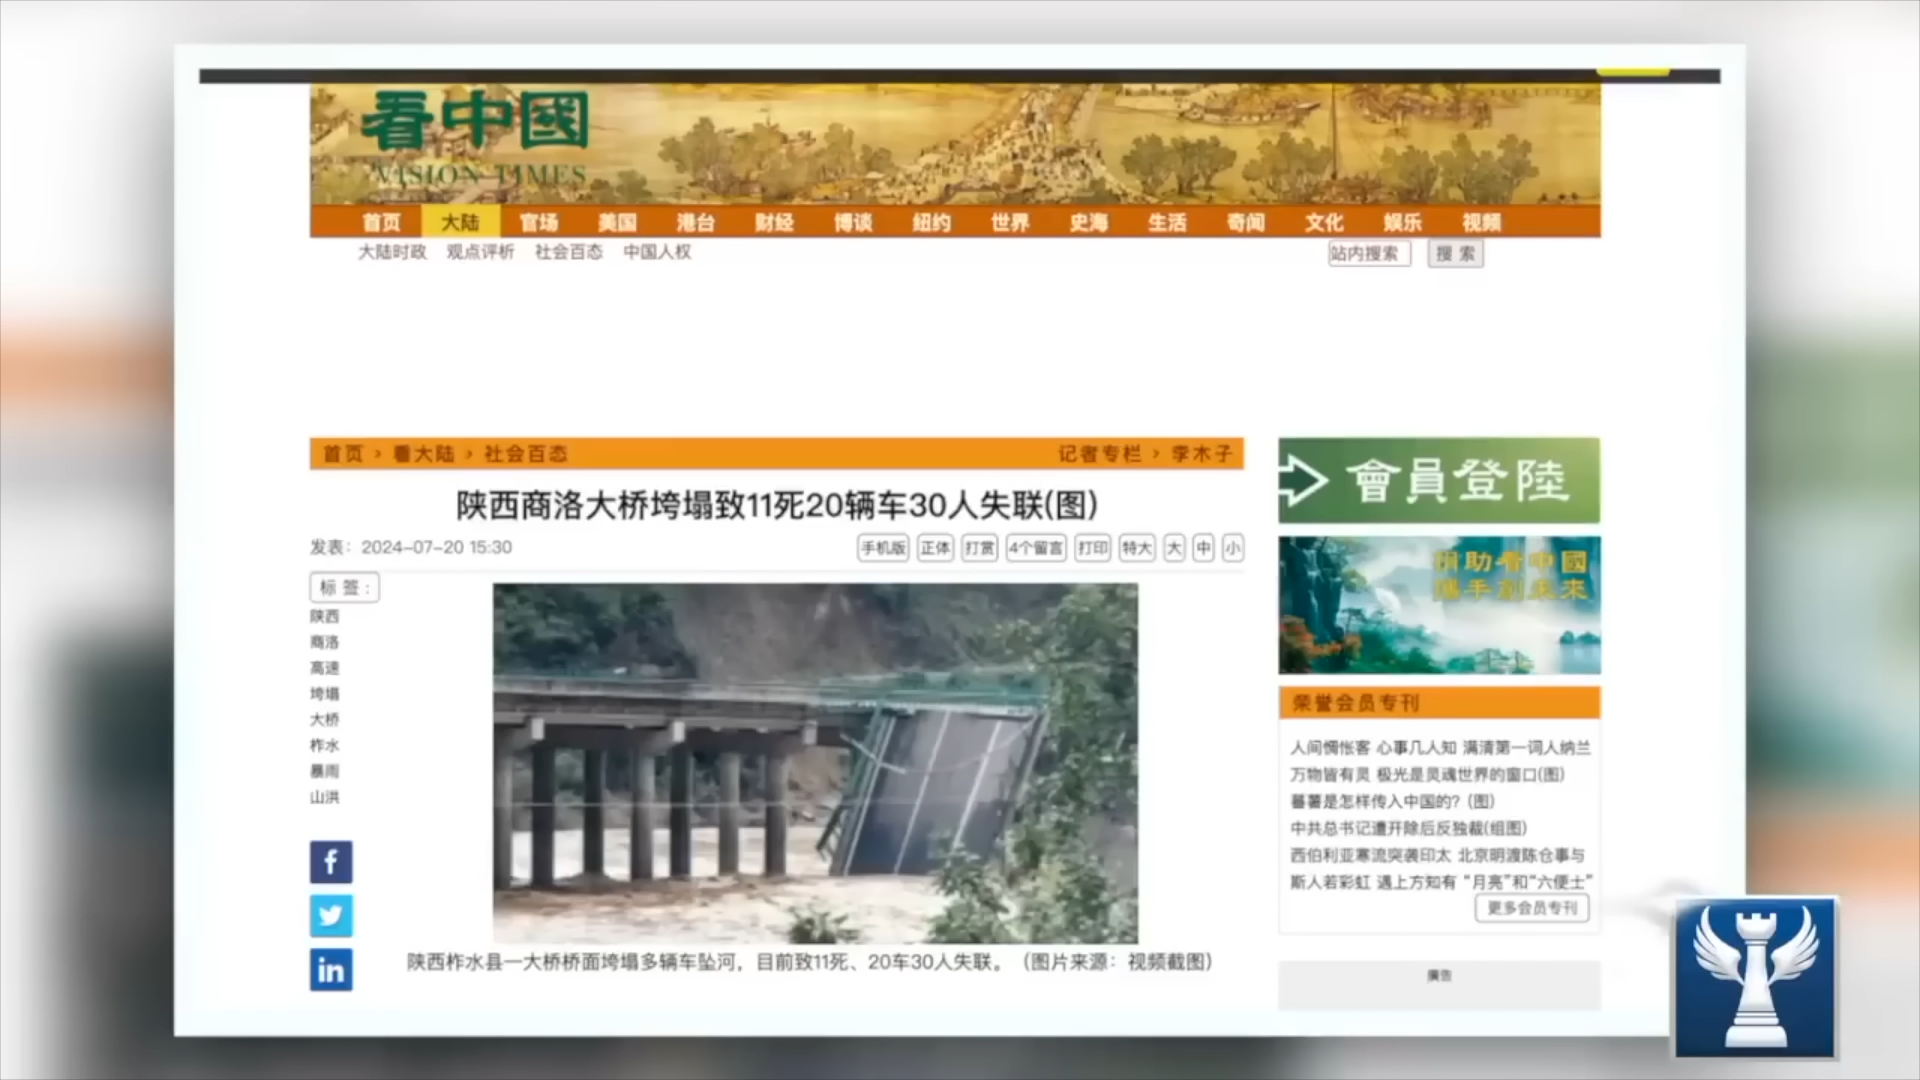 看中國
VISION TIMES
首页 大陆 官场 美国 港台 财经 博谈 纽约 世界 史海 生活 奇闻 文化 娱乐 视频
大陆时政 观点评析 社会百态 中国人权
站内搜索 搜 索
首页 › 看大陆 › 社会百态 记者专栏 › 李木子
陕西商洛大桥垮塌致11死20辆车30人失联(图)
发表：2024-07-20 15:30
手机版 正体 打赏 4个留言 打印 特大 大 中 小
标 签：
陕西
商洛
高速
垮塌
大桥
柞水
暴雨
山洪
陕西柞水县一大桥桥面垮塌多辆车坠河，目前致11死、20车30人失联。（图片来源：视频截图）
會員登陸
捐助看中國
攜手創未來
荣誉会员专刊
人间惆怅客 心事几人知 满清第一词人纳兰
万物皆有灵 极光是灵魂世界的窗口(图)
蕃薯是怎样传入中国的？(图)
中共总书记遭开除后反独裁(组图)
西伯利亚寒流突袭印太 北京明渡陈仓事与
斯人若彩虹 遇上方知有 “月亮”和“六便士”
更多会员专刊
廣告